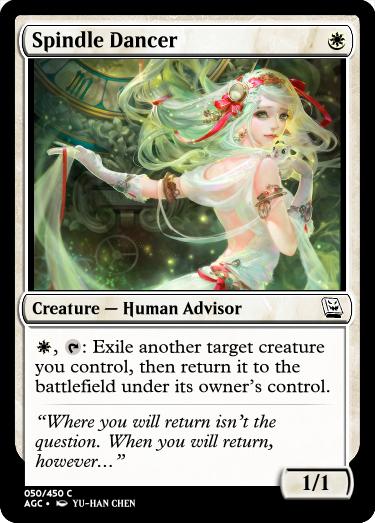 Spindle Dancer
Creature — Human Advisor
, : Exile another target creature
you control, then return it to the
battlefield under its owner's control.
“Where you will return isn't the
question. When you will return,
however...”
1/1
050/450 C
AGC • YU-HAN CHEN